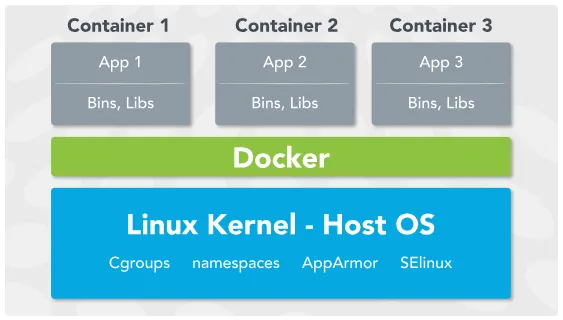 Container 1 Container 2 Container 3
App 1 App 2 App 3
Bins, Libs Bins, Libs Bins, Libs
Docker
Linux Kernel - Host OS
Cgroups namespaces AppArmor SElinux